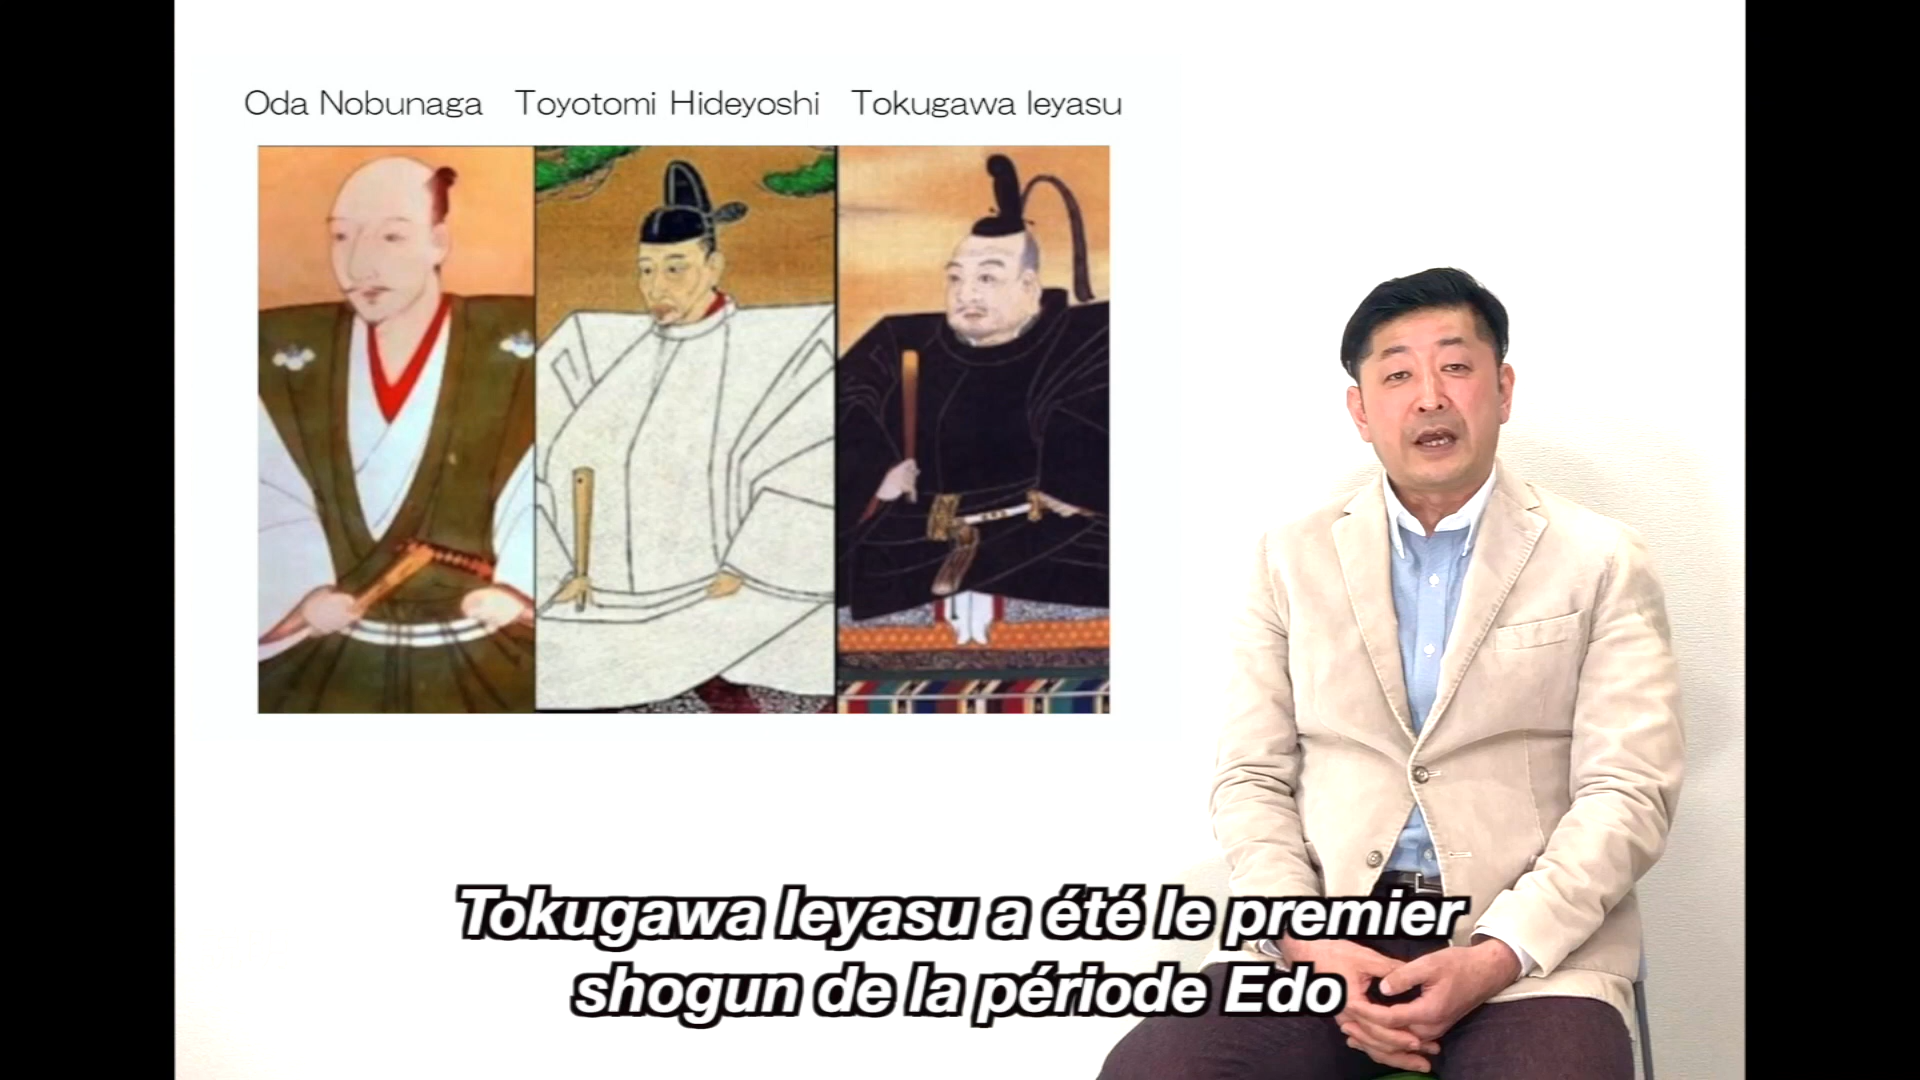 Oda Nobunaga Toyotomi Hideyoshi Tokugawa Ieyasu
Tokugawa Ieyasu a été le premier
shogun de la période Edo